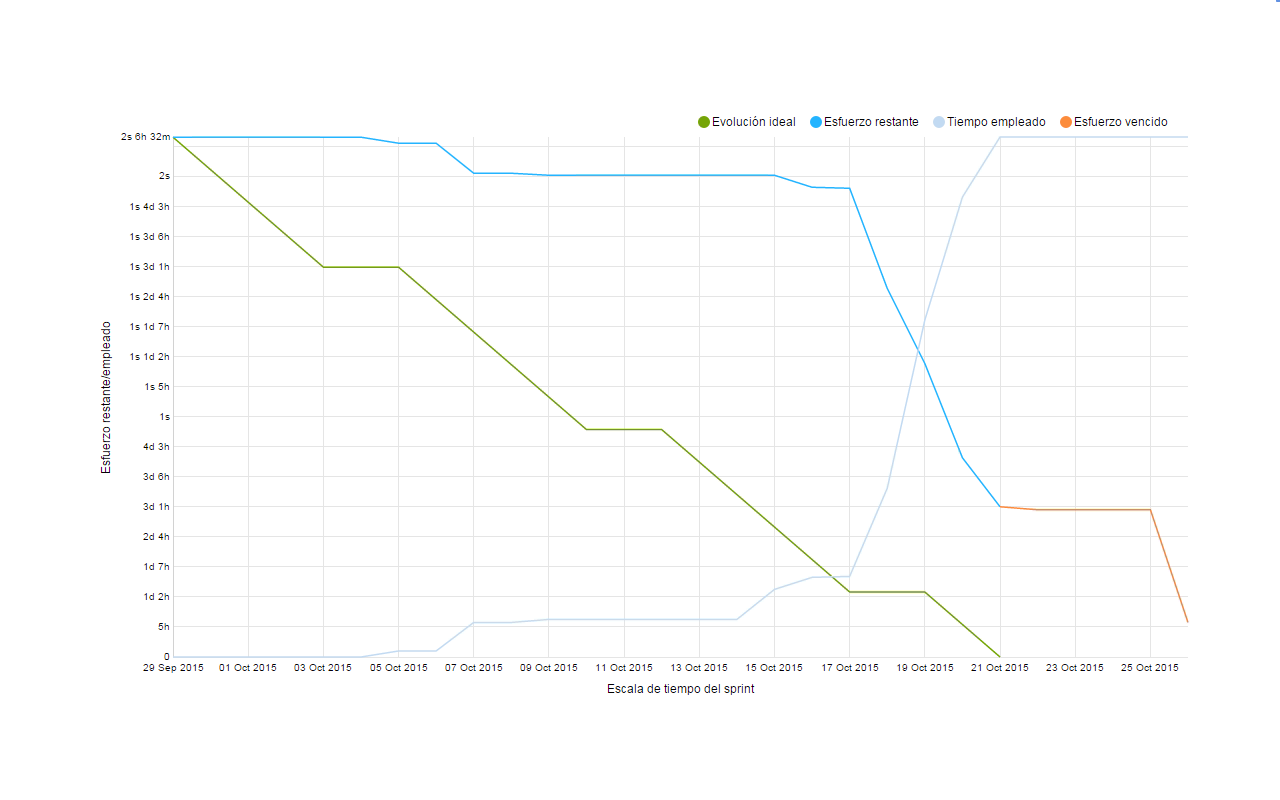 Evolución ideal Esfuerzo restante Tiempo empleado Esfuerzo vencido
2s 6h 32m
2s
1s 4d 3h
1s 3d 6h
1s 3d 1h
1s 2d 4h
1s 1d 7h
1s 1d 2h
1s 5h
1s
4d 3h
3d 6h
3d 1h
2d 4h
1d 7h
1d 2h
5h
0
Esfuerzo restante/empleado
29 Sep 2015 01 Oct 2015 03 Oct 2015 05 Oct 2015 07 Oct 2015 09 Oct 2015 11 Oct 2015 13 Oct 2015 15 Oct 2015 17 Oct 2015 19 Oct 2015 21 Oct 2015 23 Oct 2015 25 Oct 2015
Escala de tiempo del sprint